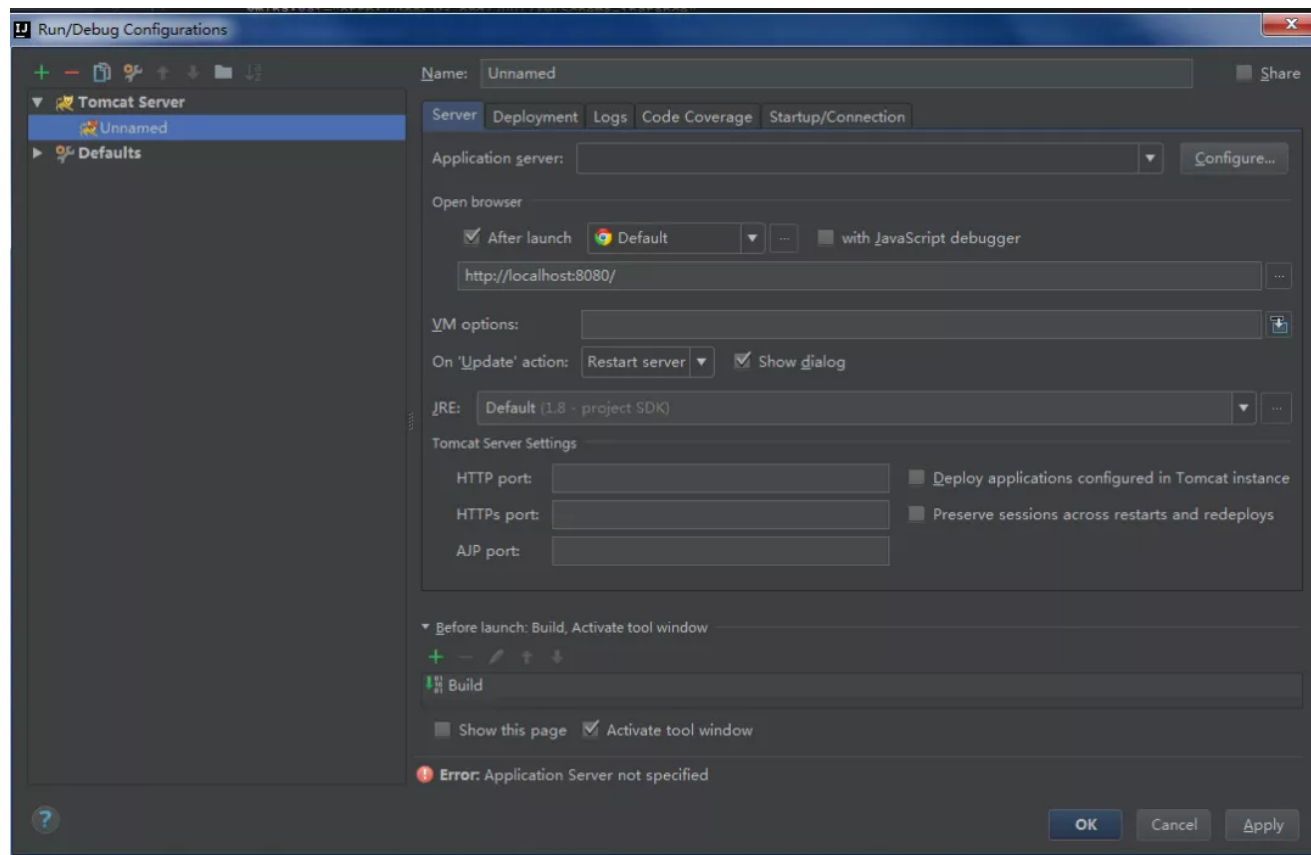 Run/Debug Configurations
Name: Unnamed
Share
Tomcat Server
Unnamed
Defaults
Server Deployment Logs Code Coverage Startup/Connection
Application server:
Configure...
Open browser
After launch Default ... with JavaScript debugger
http://localhost:8080/ ...
VM options:
On 'Update' action: Restart server Show dialog
JRE: Default (1.8 - project SDK) ...
Tomcat Server Settings
HTTP port: Deploy applications configured in Tomcat instance
HTTPs port: Preserve sessions across restarts and redeploys
AJP port:
Before launch: Build, Activate tool window
Build
Show this page Activate tool window
Error: Application Server not specified
OK Cancel Apply